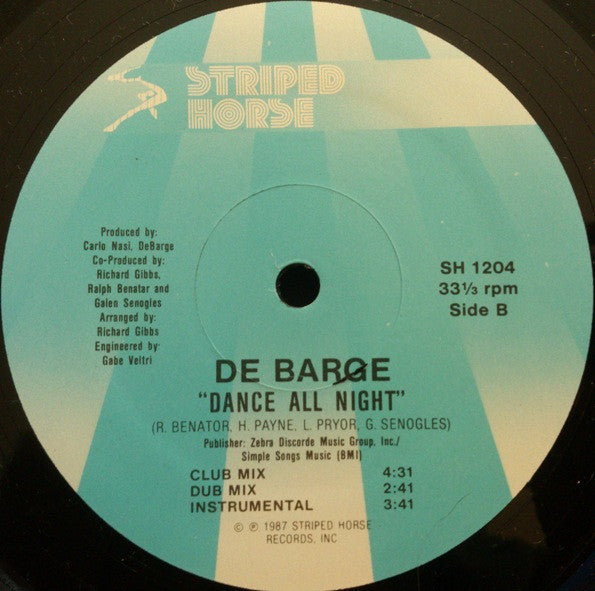 STRIPED
HORSE
Produced by:
Carlo Nasi, DeBarge
Co-Produced by:
Richard Gibbs,
Ralph Benatar and
Galen Senogles
Arranged by:
Richard Gibbs
Engineered by:
Gabe Veltri
SH 1204
33⅓ rpm
Side B
DE BARGE
"DANCE ALL NIGHT"
(R. BENATOR, H. PAYNE, L. PRYOR, G. SENOGLES)
Publisher: Zebra Discorde Music Group, Inc./
Simple Songs Music (BMI)
CLUB MIX 4:31
DUB MIX 2:41
INSTRUMENTAL 3:41
© ℗ 1987 STRIPED HORSE
RECORDS, INC